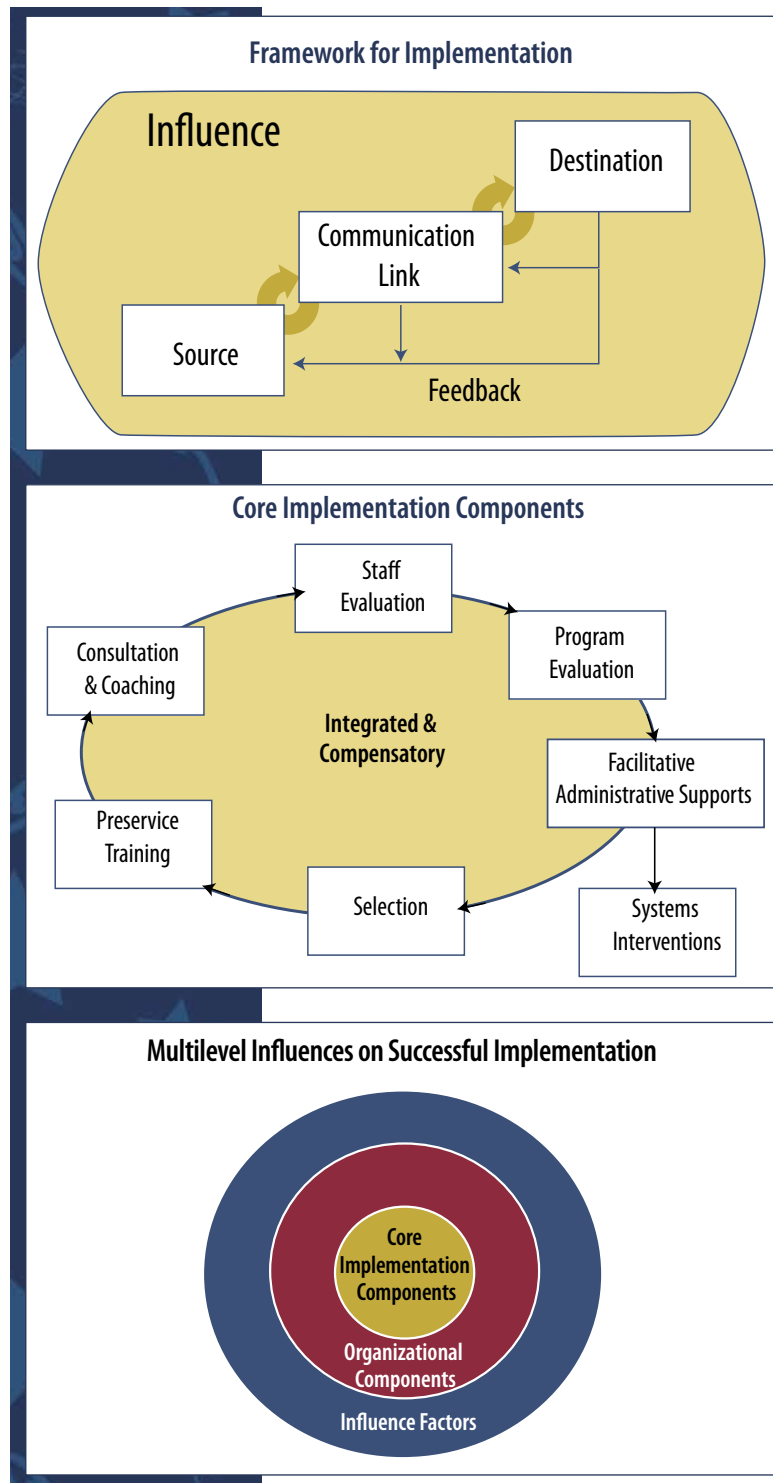 Framework for Implementation
Influence
Destination
Communication
Link
Source
Feedback
Core Implementation Components
Staff
Evaluation
Program
Evaluation
Consultation
& Coaching
Integrated &
Compensatory
Facilitative
Administrative Supports
Preservice
Training
Selection
Systems
Interventions
Multilevel Influences on Successful Implementation
Core
Implementation
Components
Organizational
Components
Influence Factors